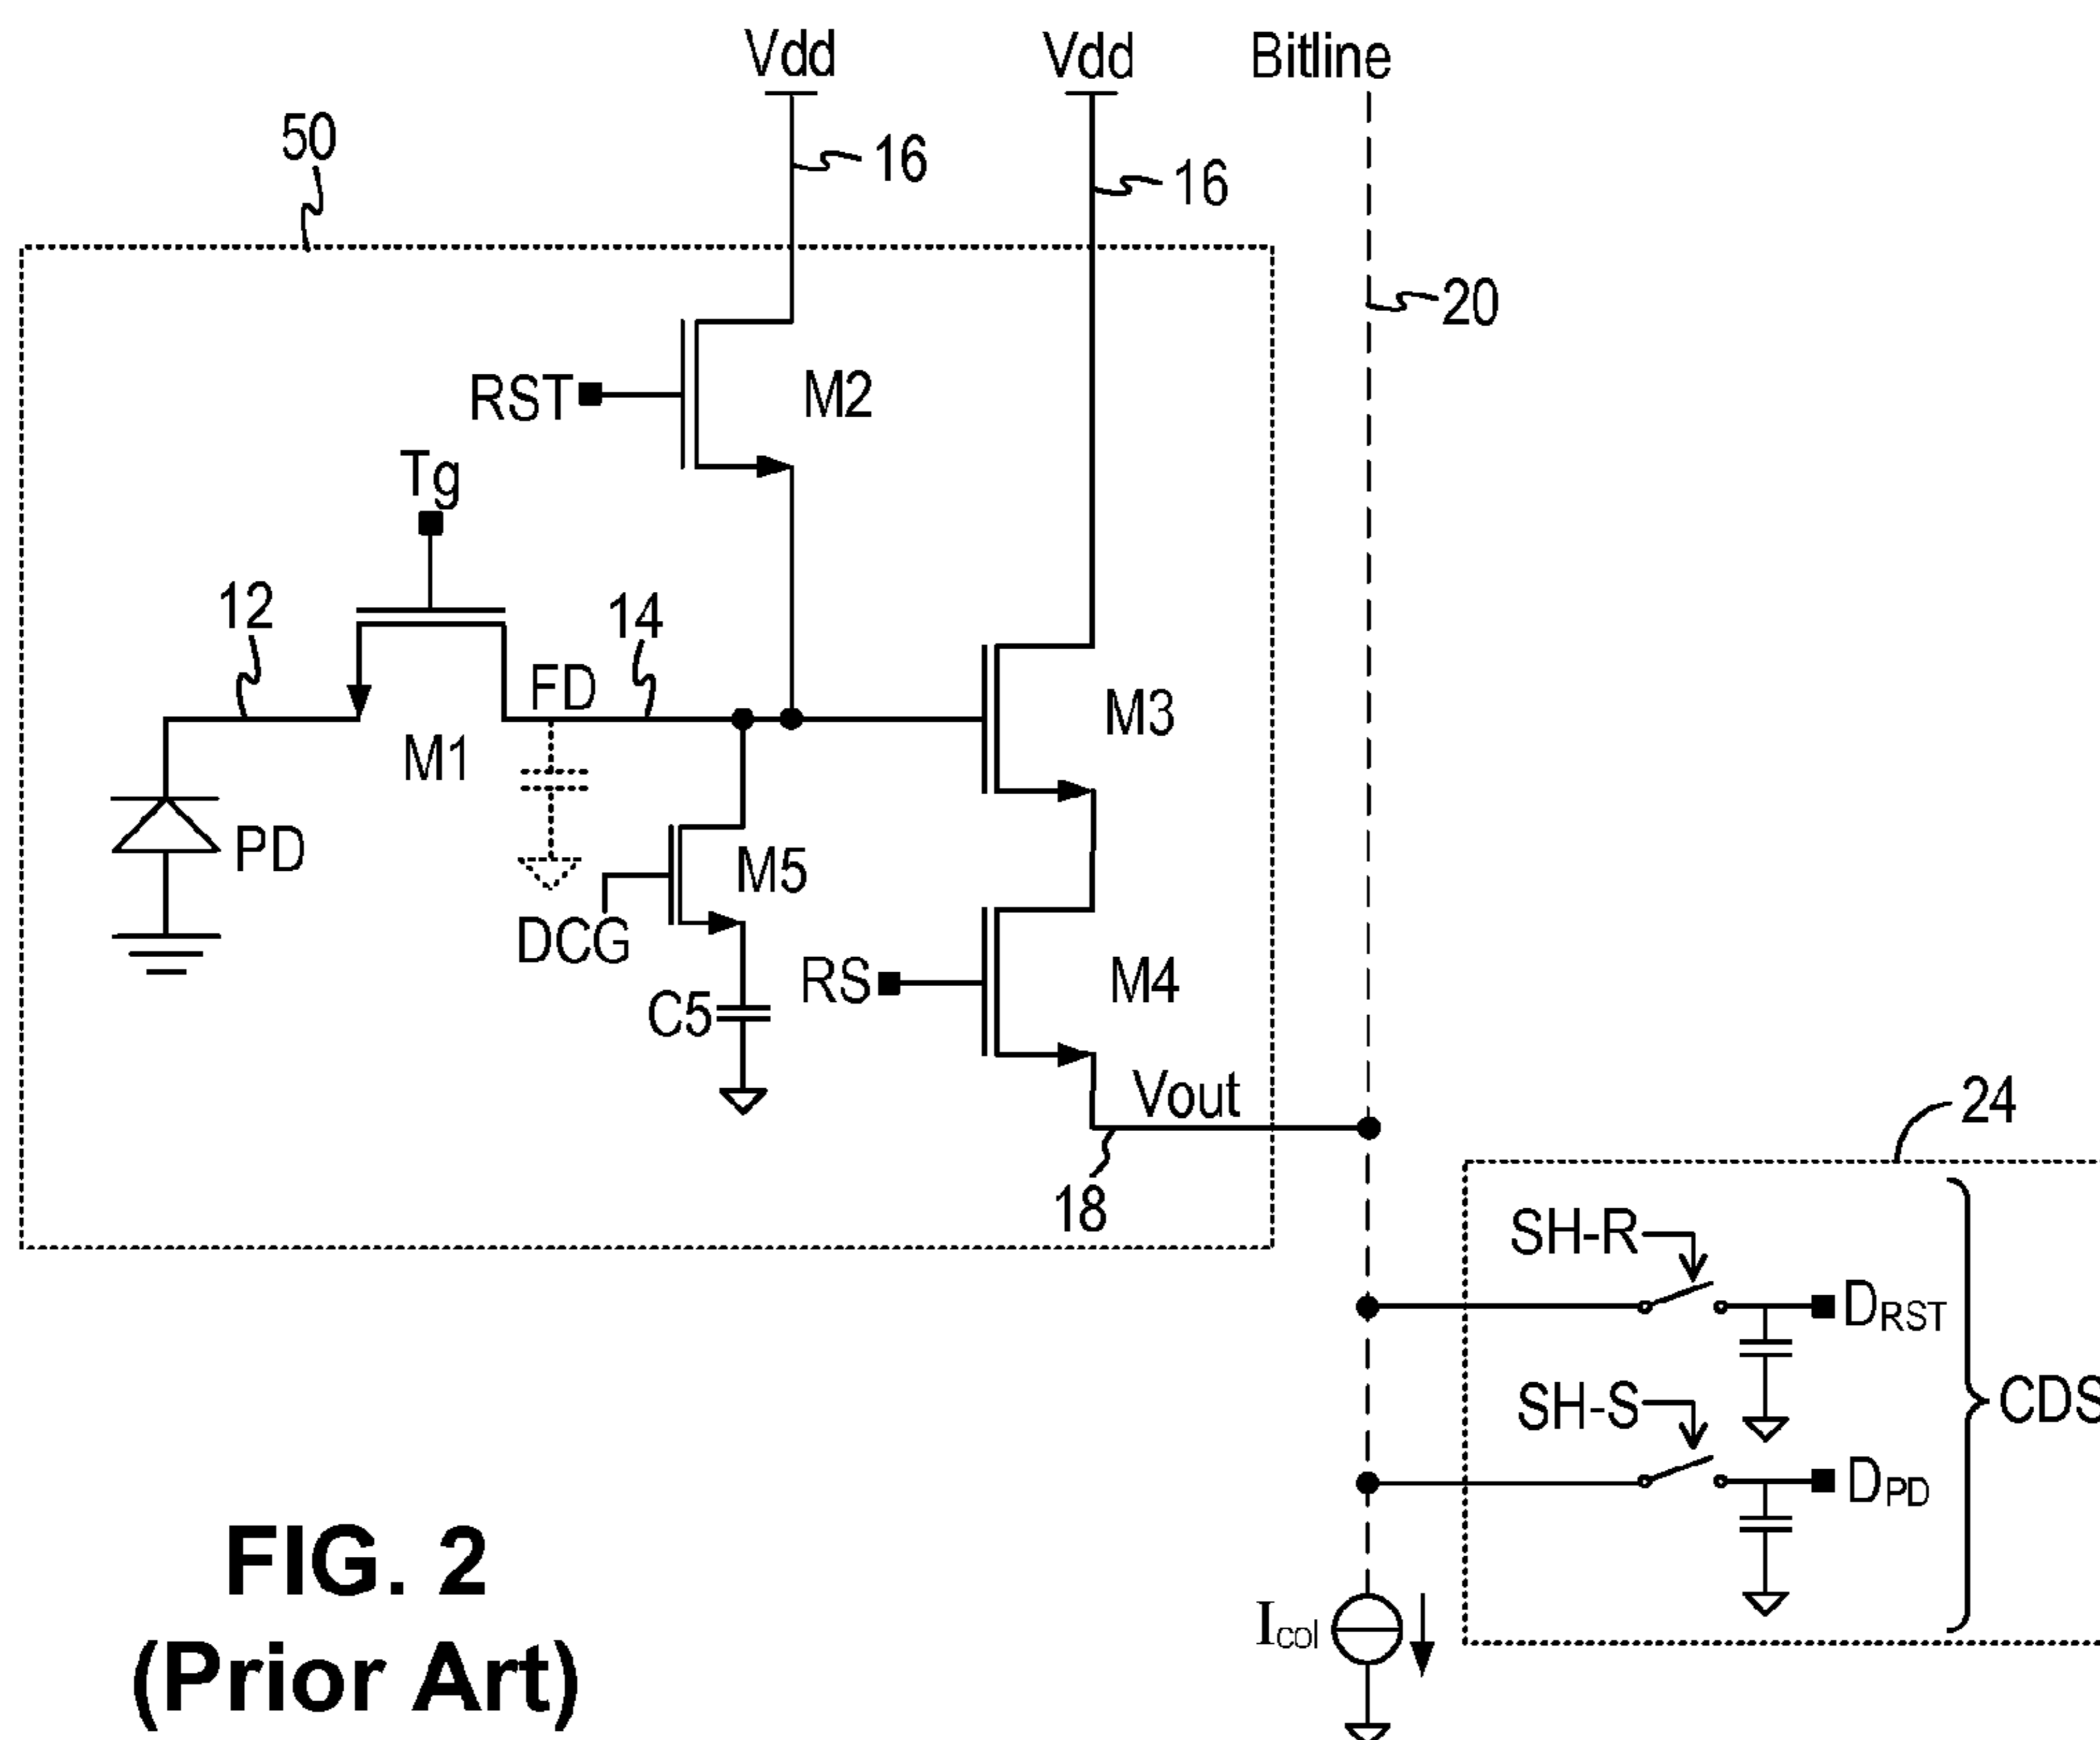 Vdd
Vdd
Bitline
50
16
16
20
RST
M2
Tg
12
14
FD
M3
M1
PD
M5
DCG
RS
M4
C5
Vout
18
24
SH-R
DRST
CDS
SH-S
DPD
Icol
FIG. 2
(Prior Art)